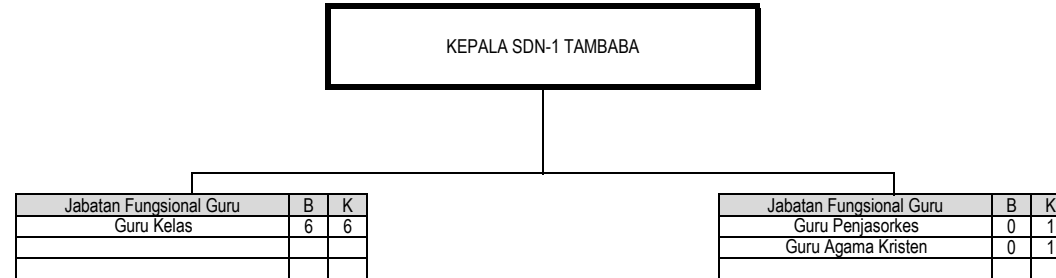 KEPALA SDN-1 TAMBABA
Jabatan Fungsional Guru B K
Guru Kelas 6 6
Jabatan Fungsional Guru B K
Guru Penjasorkes 0 1
Guru Agama Kristen 0 1